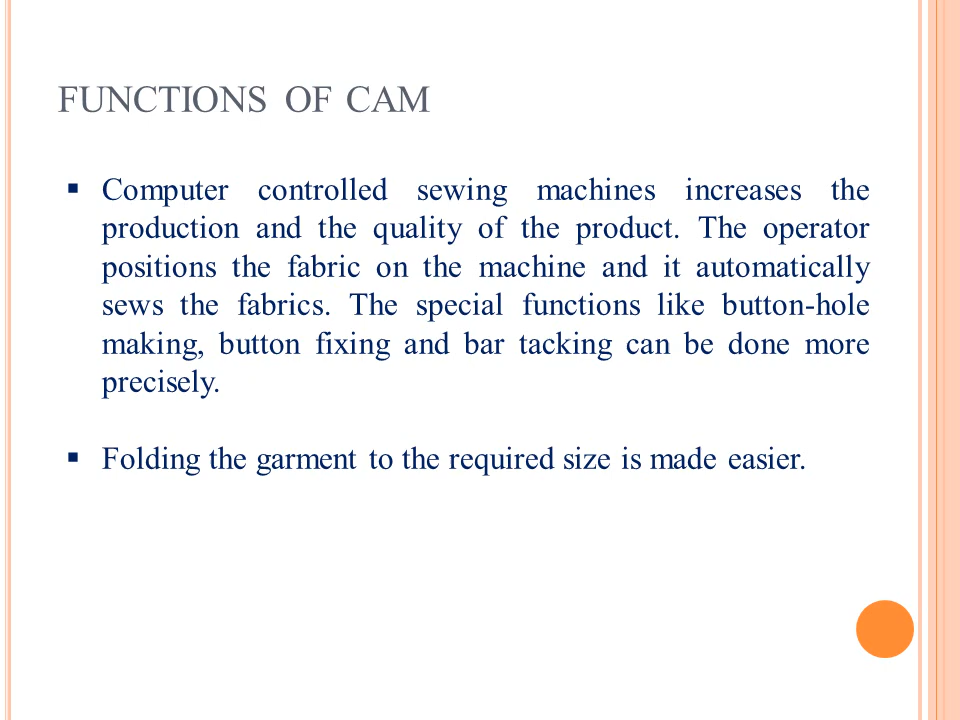 FUNCTIONS OF CAM
▪ Computer controlled sewing machines increases the
production and the quality of the product. The operator
positions the fabric on the machine and it automatically
sews the fabrics. The special functions like button-hole
making, button fixing and bar tacking can be done more
precisely.
▪ Folding the garment to the required size is made easier.